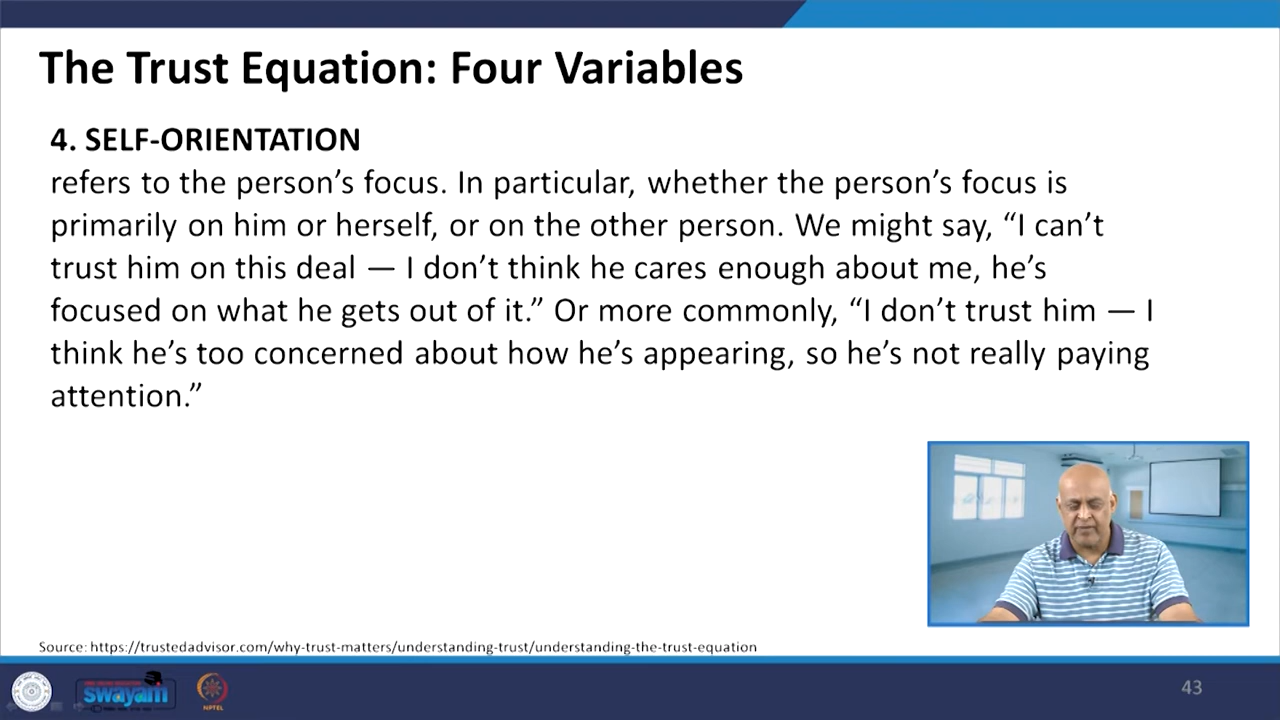 The Trust Equation: Four Variables
4. SELF-ORIENTATION
refers to the person’s focus. In particular, whether the person’s focus is
primarily on him or herself, or on the other person. We might say, “I can’t
trust him on this deal — I don’t think he cares enough about me, he’s
focused on what he gets out of it.” Or more commonly, “I don’t trust him — I
think he’s too concerned about how he’s appearing, so he’s not really paying
attention.”
Source: https://trustedadvisor.com/why-trust-matters/understanding-trust/understanding-the-trust-equation
swayam
NPTEL
43